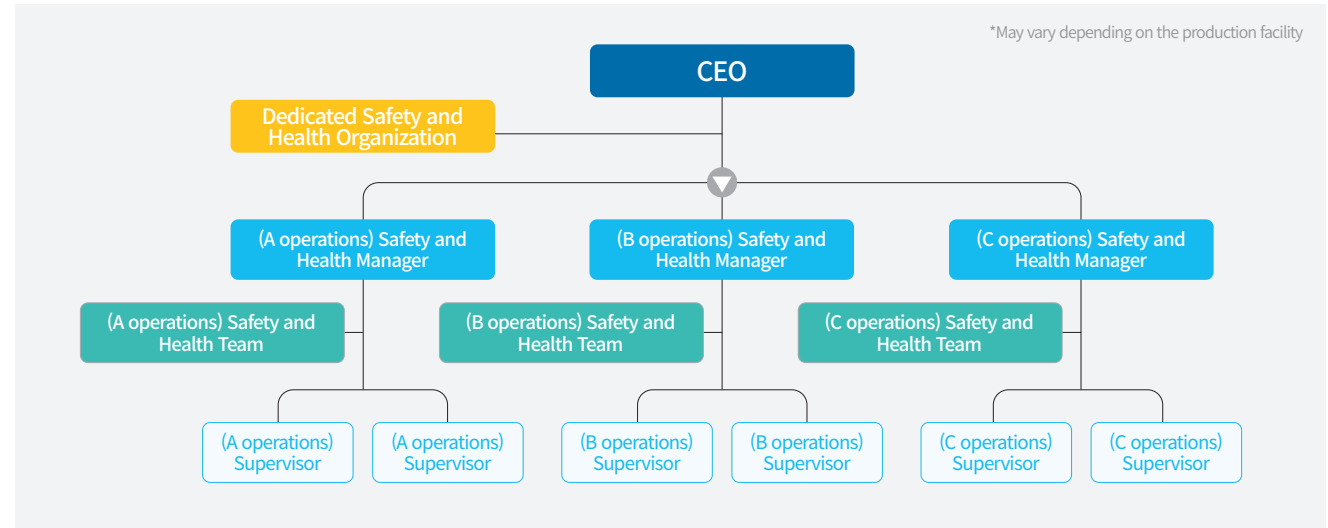 *May vary depending on the production facility
CEO
Dedicated Safety and
Health Organization
(A operations) Safety and
Health Manager
(B operations) Safety and
Health Manager
(C operations) Safety and
Health Manager
(A operations) Safety and
Health Team
(B operations) Safety and
Health Team
(C operations) Safety and
Health Team
(A operations)
Supervisor
(A operations)
Supervisor
(B operations)
Supervisor
(B operations)
Supervisor
(C operations)
Supervisor
(C operations)
Supervisor